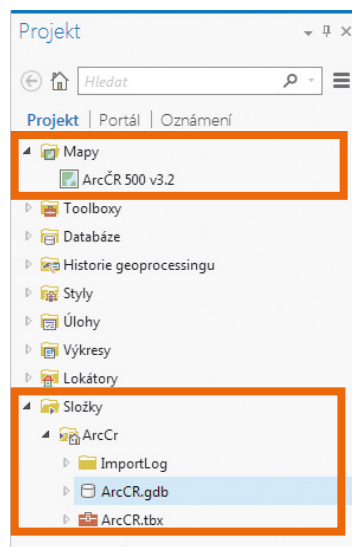 Projekt
Hledat
Projekt | Portál | Oznámení
Mapy
ArcČR 500 v3.2
Toolboxy
Databáze
Historie geoprocessingu
Styly
Úlohy
Výkresy
Lokátory
Složky
ArcCr
ImportLog
ArcCR.gdb
ArcCR.tbx